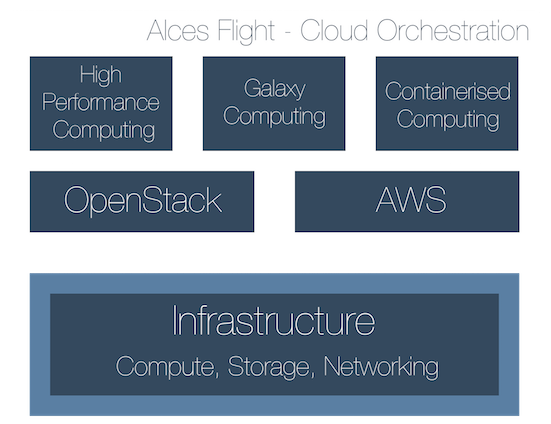 Alces Flight - Cloud Orchestration
High
Performance
Computing
Galaxy
Computing
Containerised
Computing
OpenStack
AWS
Infrastructure
Compute, Storage, Networking